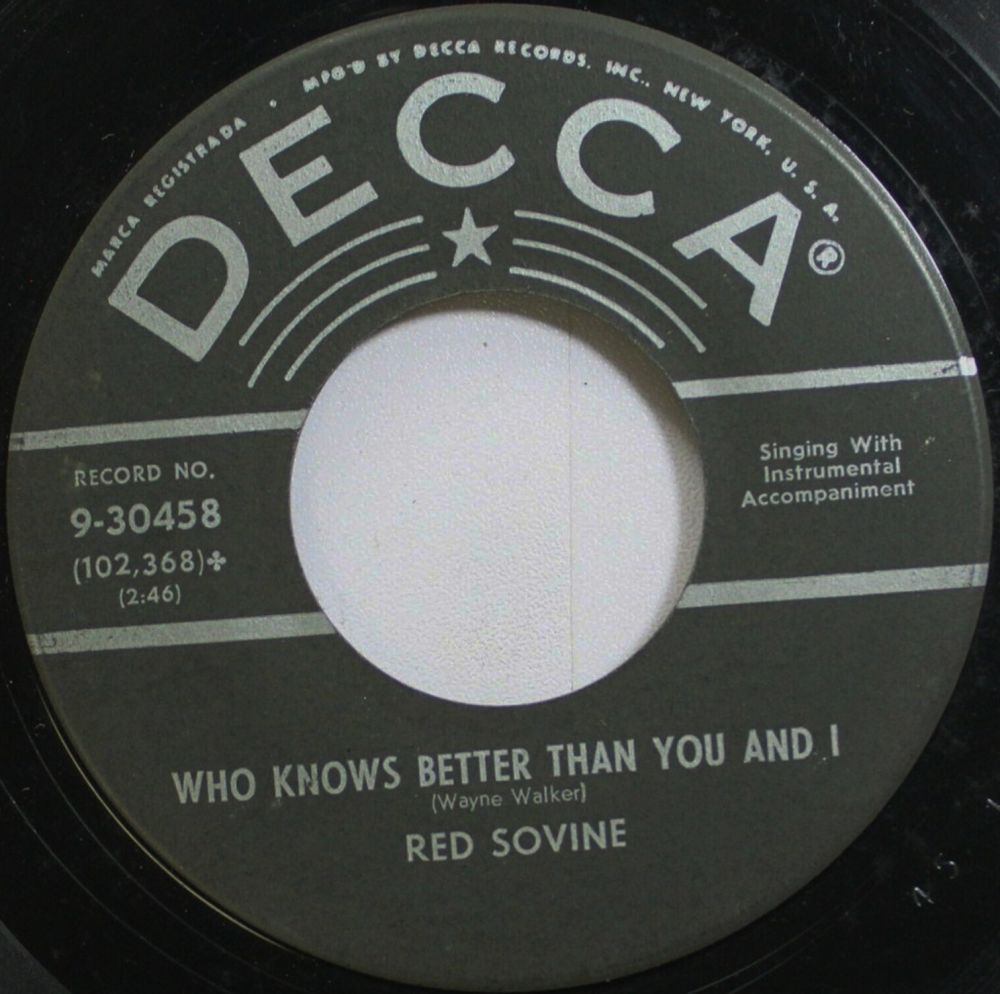 MARCA REGISTRADA • MFG'D BY DECCA RECORDS, INC., NEW YORK, U. S. A.
DECCA®
RECORD NO.
9-30458
(102,368)✤
(2:46)
Singing With
Instrumental
Accompaniment
WHO KNOWS BETTER THAN YOU AND I
(Wayne Walker)
RED SOVINE